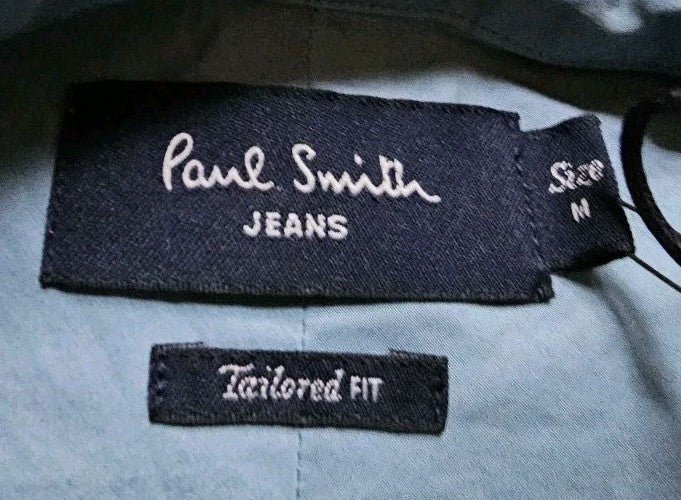 Paul Smith
JEANS
Size
M
Tailored FIT